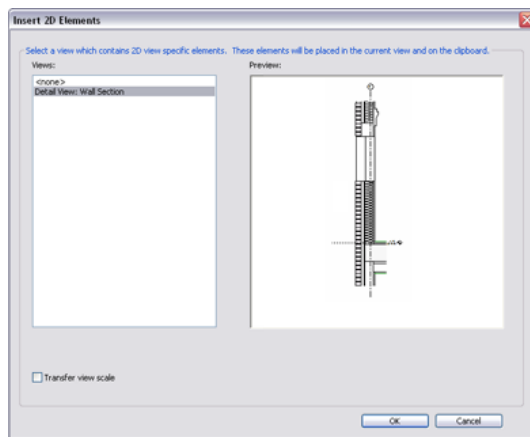 Insert 2D Elements
Select a view which contains 2D view specific elements. These elements will be placed in the current view and on the clipboard.
Views:
Preview:
<none>
Detail View: Wall Section
Transfer view scale
OK
Cancel